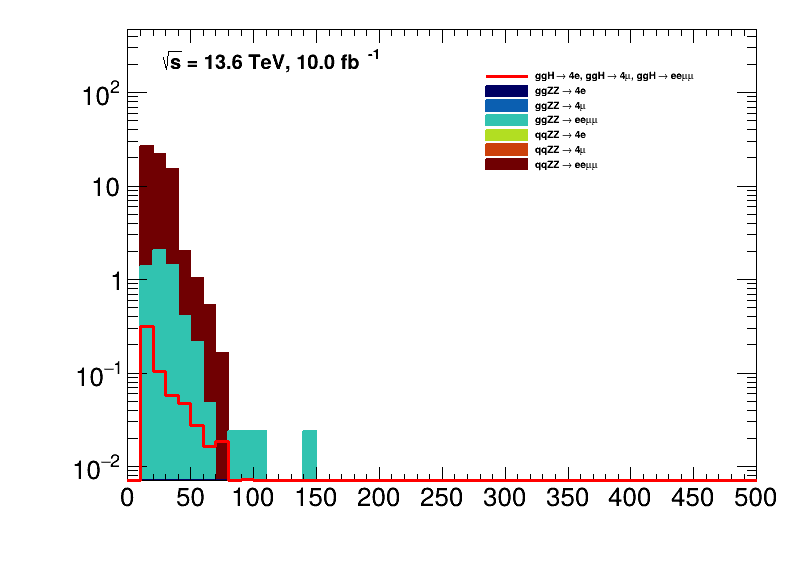 √s = 13.6 TeV, 10.0 fb⁻¹
ggH → 4e, ggH → 4μ, ggH → eeμμ
ggZZ → 4e
ggZZ → 4μ
ggZZ → eeμμ
qqZZ → 4e
qqZZ → 4μ
qqZZ → eeμμ
10²
10
1
10⁻¹
10⁻²
0 50 100 150 200 250 300 350 400 450 500